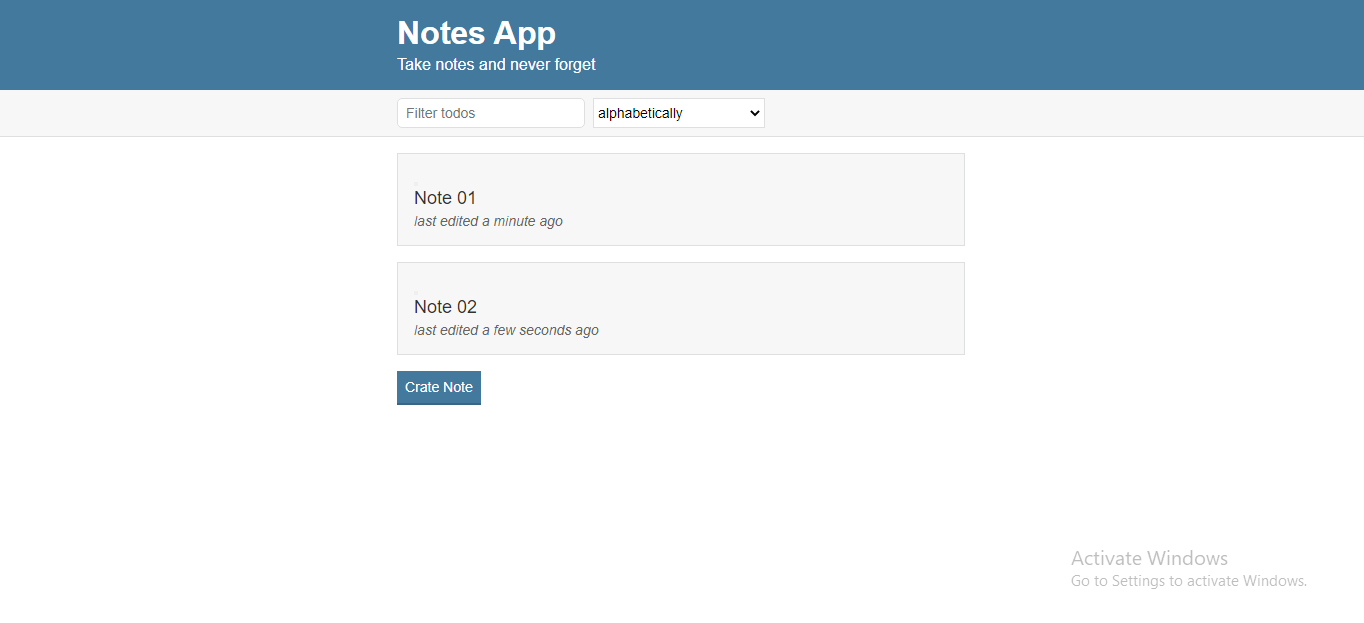 Notes App
Take notes and never forget
Filter todos
alphabetically
Note 01
last edited a minute ago
Note 02
last edited a few seconds ago
Crate Note
Activate Windows
Go to Settings to activate Windows.